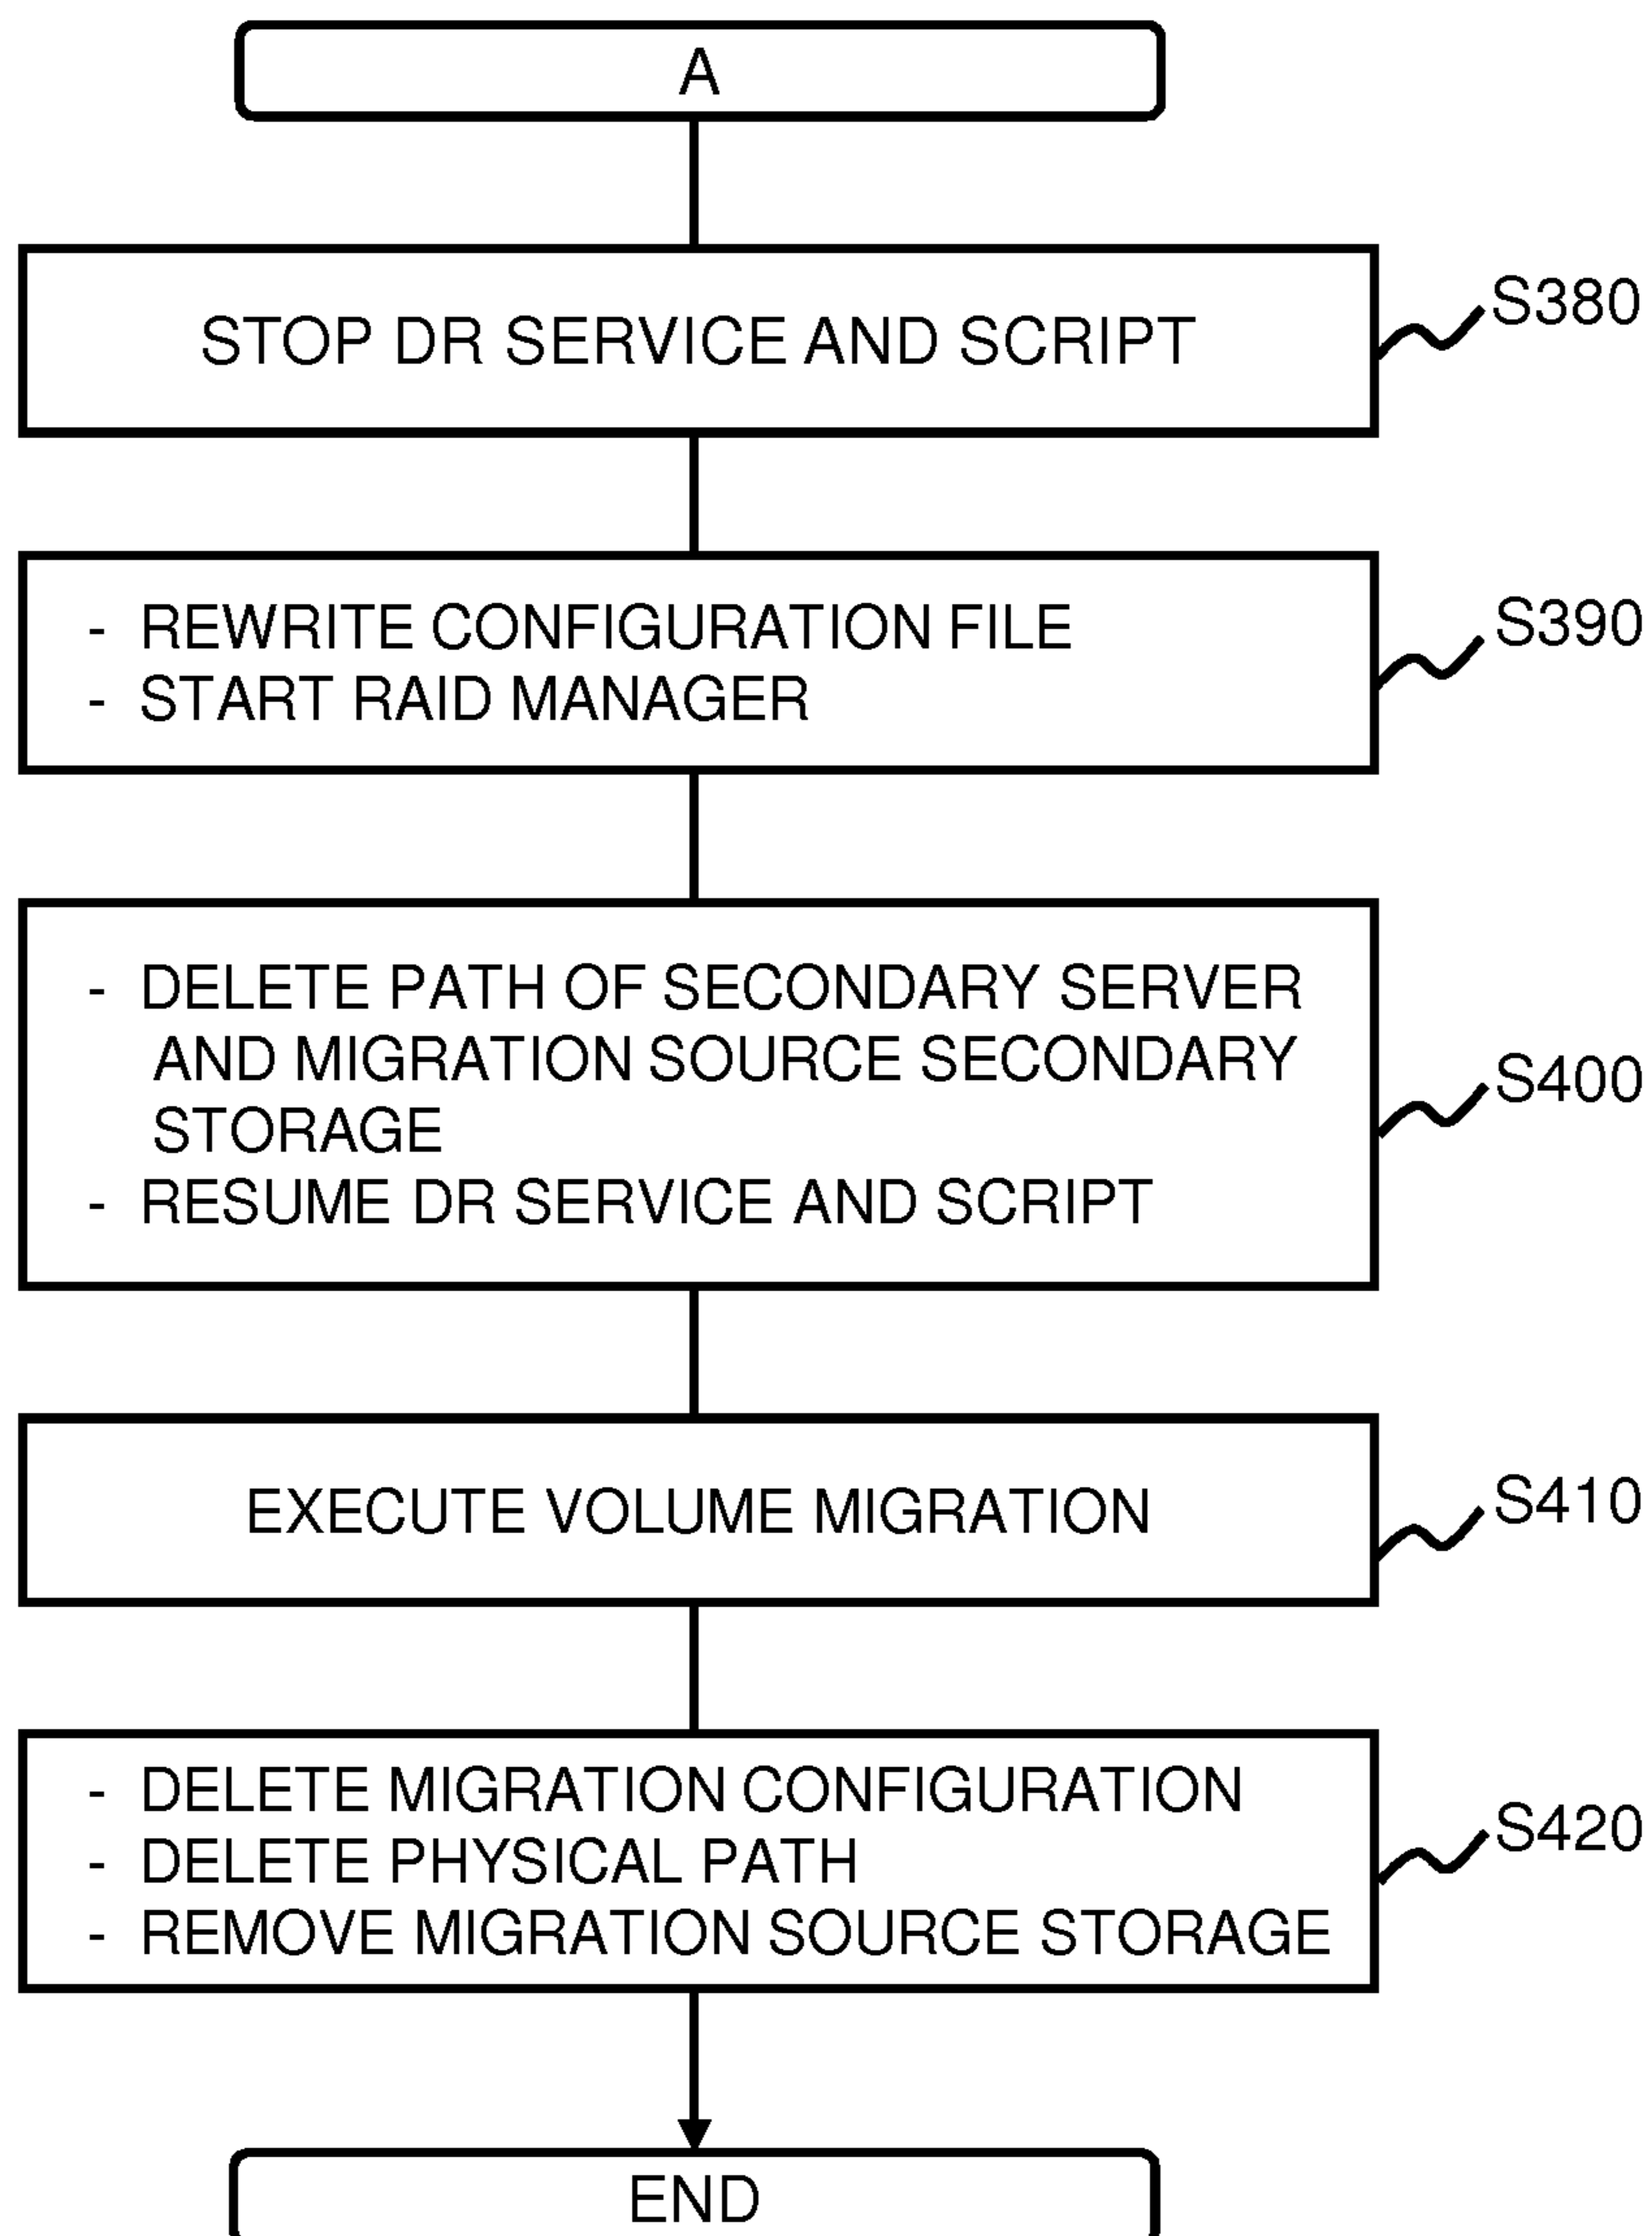 A
STOP DR SERVICE AND SCRIPT
S380
- REWRITE CONFIGURATION FILE
- START RAID MANAGER
S390
- DELETE PATH OF SECONDARY SERVER
AND MIGRATION SOURCE SECONDARY
STORAGE
- RESUME DR SERVICE AND SCRIPT
S400
EXECUTE VOLUME MIGRATION
S410
- DELETE MIGRATION CONFIGURATION
- DELETE PHYSICAL PATH
- REMOVE MIGRATION SOURCE STORAGE
S420
END